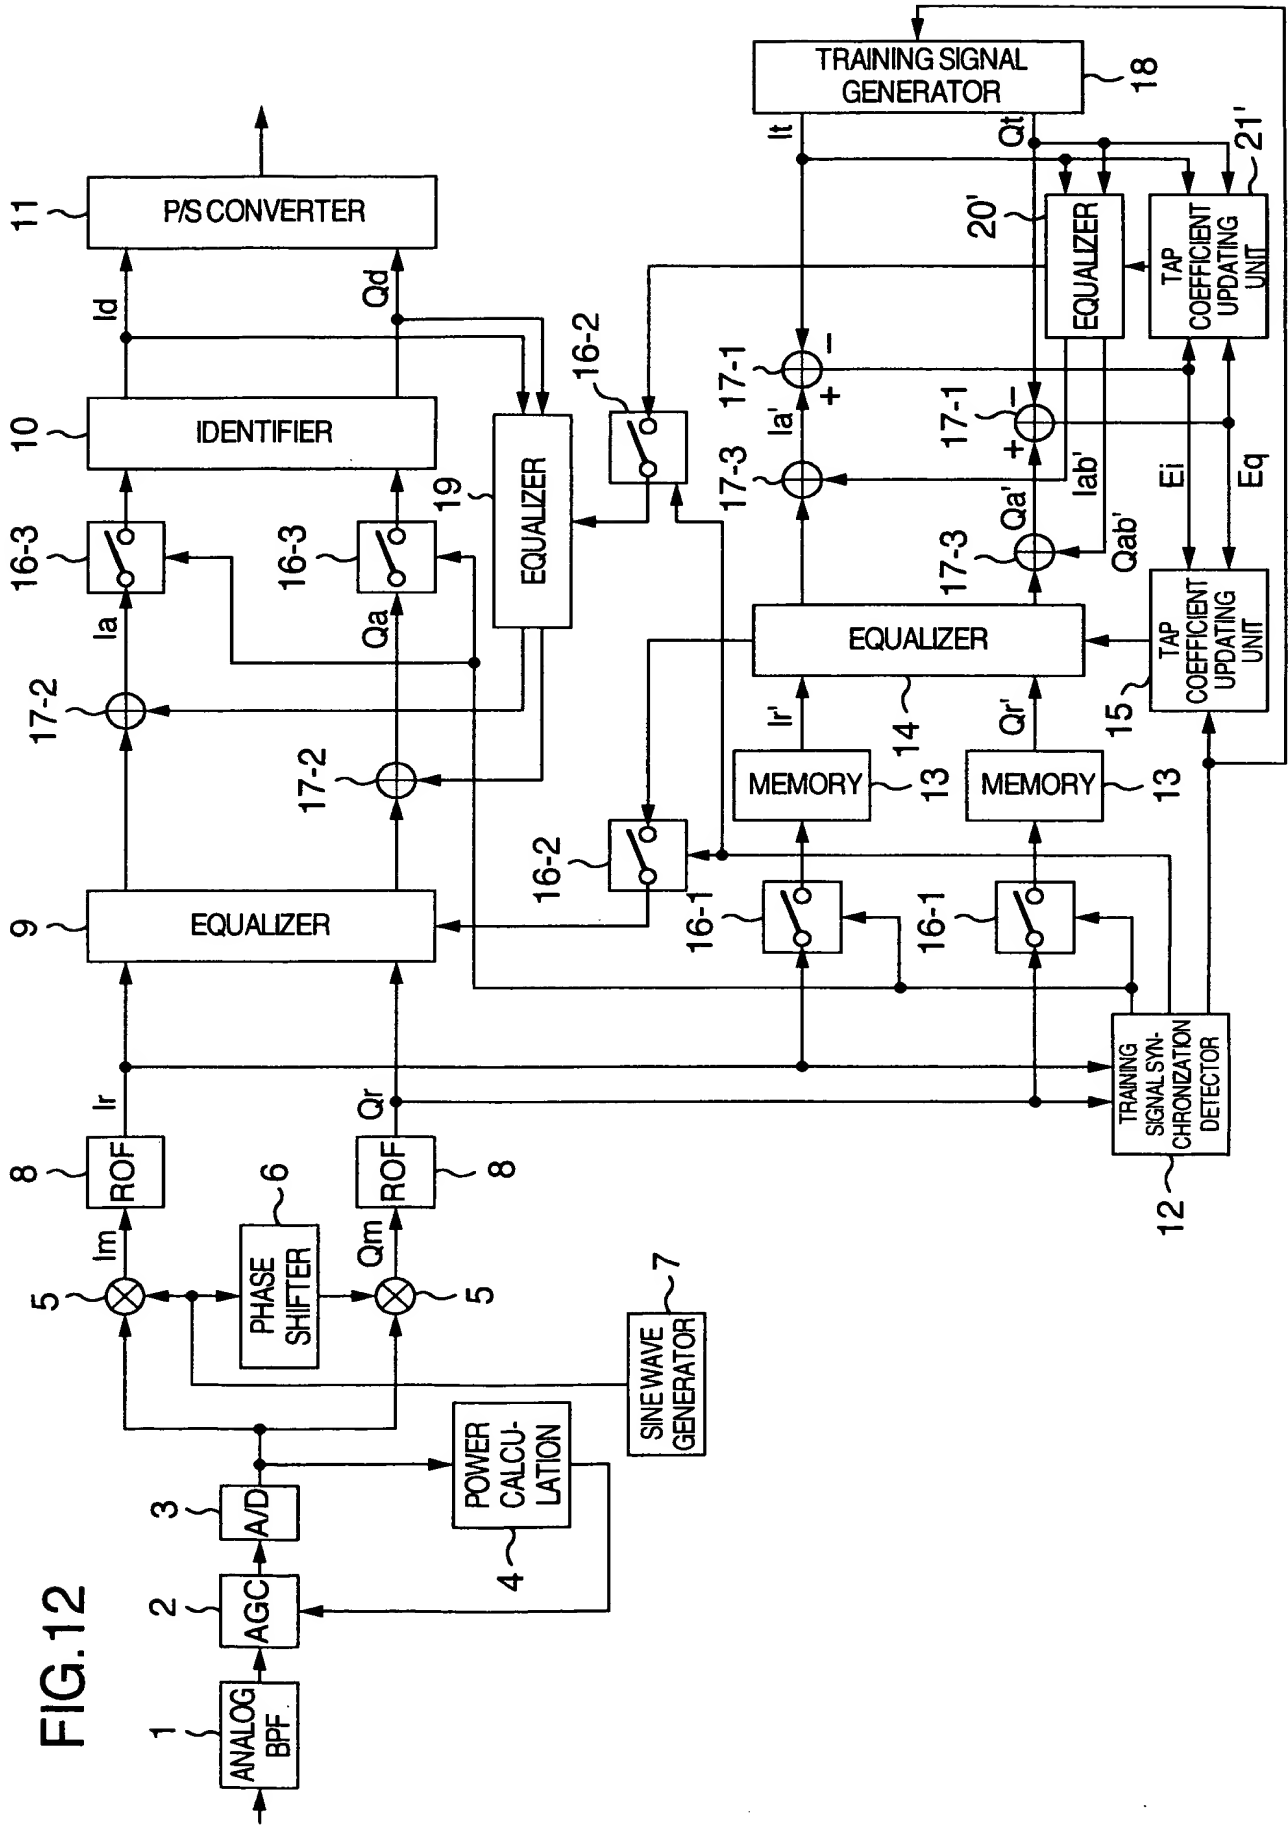 FIG.12
1
ANALOG
BPF
2
AGC
3
A/D
4
POWER
CALCU-
LATION
5
5
6
PHASE
SHIFTER
7
SINE WAVE
GENERATOR
Im
Qm
8
ROF
ROF
8
Ir
Qr
9
EQUALIZER
17-2
17-2
Ia
Qa
16-3
16-3
10
IDENTIFIER
Id
Qd
11
P/S CONVERTER
19
EQUALIZER
16-2
16-2
12
TRAINING
SIGNAL SYN-
CHRONIZATION
DETECTOR
16-1
16-1
MEMORY
13
MEMORY
13
Ir'
Qr'
14
EQUALIZER
15
TAP
COEFFICIENT
UPDATING
UNIT
17-3
17-3
Ia'
Qa'
Iab'
Qab'
+
−
17-1
+
−
17-1
Ei
Eq
20'
EQUALIZER
TAP
COEFFICIENT
UPDATING
UNIT
21'
It
Qt
TRAINING SIGNAL
GENERATOR
18